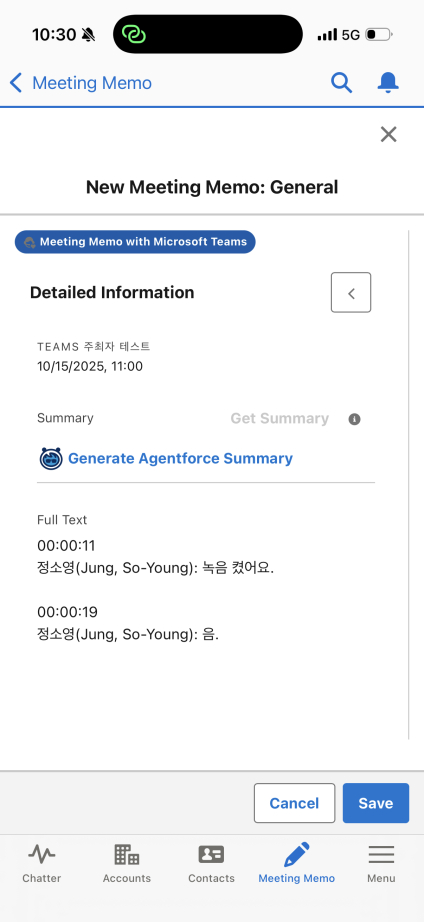 10:30
5G
Meeting Memo
New Meeting Memo: General
Meeting Memo with Microsoft Teams
Detailed Information
TEAMS 주최자 테스트
10/15/2025, 11:00
Summary
Get Summary
Generate Agentforce Summary
Full Text
00:00:11
정소영(Jung, So-Young): 녹음 켰어요.
00:00:19
정소영(Jung, So-Young): 음.
Cancel
Save
Chatter
Accounts
Contacts
Meeting Memo
Menu